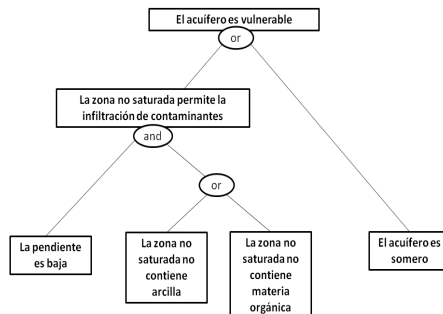 El acuífero es vulnerable
or
La zona no saturada permite la
infiltración de contaminantes
and
or
La pendiente
es baja
La zona no
saturada no
contiene
arcilla
La zona no
saturada no
contiene
materia
orgánica
El acuífero es
somero